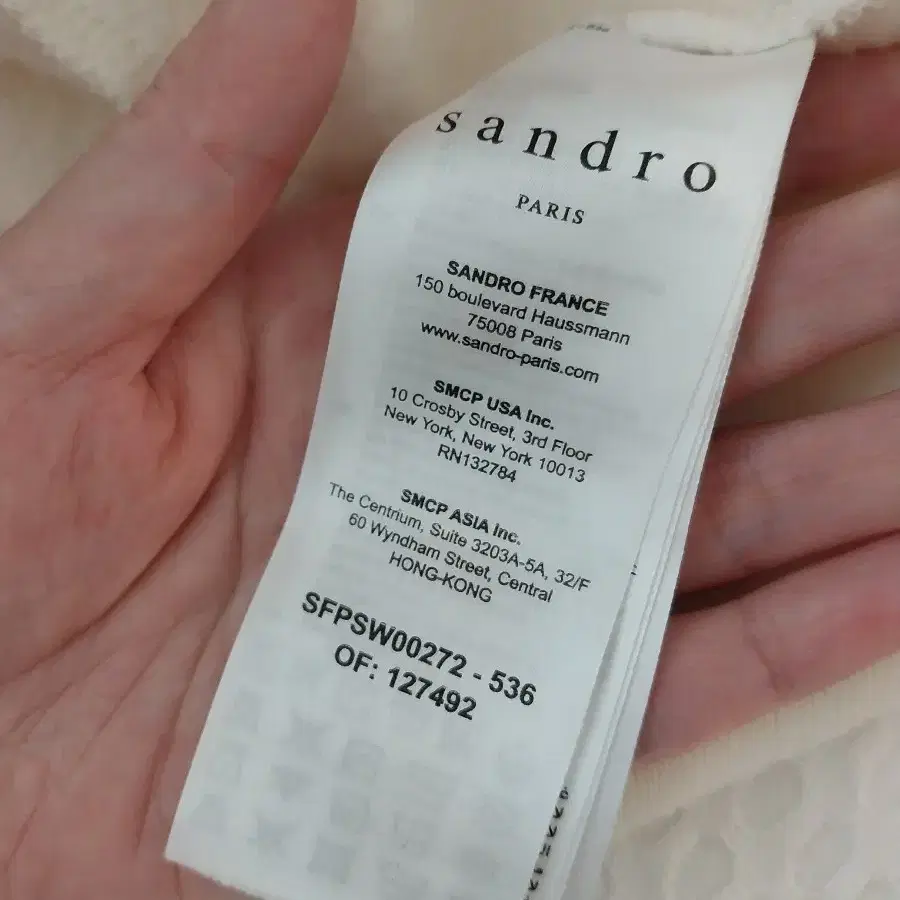 sandro
PARIS
SANDRO FRANCE
150 boulevard Haussmann
75008 Paris
www.sandro-paris.com
SMCP USA Inc.
10 Crosby Street, 3rd Floor
New York, New York 10013
RN132784
SMCP ASIA Inc.
The Centrium, Suite 3203A-5A, 32/F
60 Wyndham Street, Central
HONG-KONG
SFPSW00272 - 536
OF: 127492